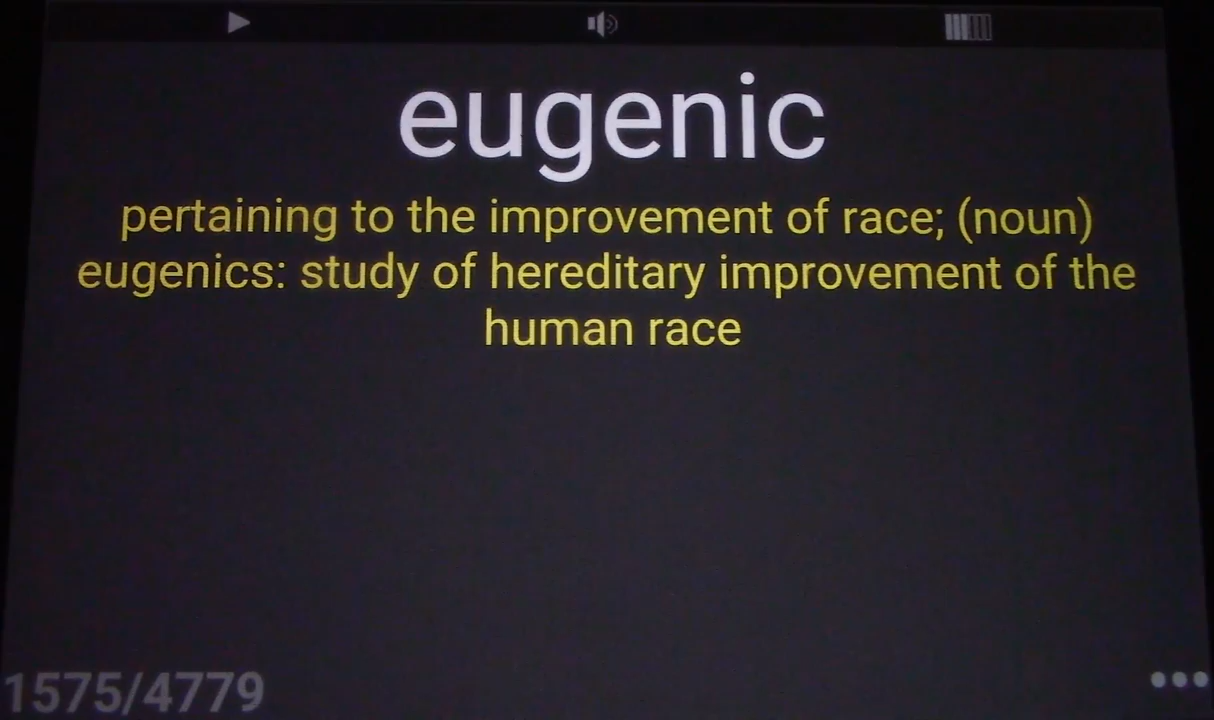 eugenic
pertaining to the improvement of race; (noun)
eugenics: study of hereditary improvement of the
human race
1575/4779